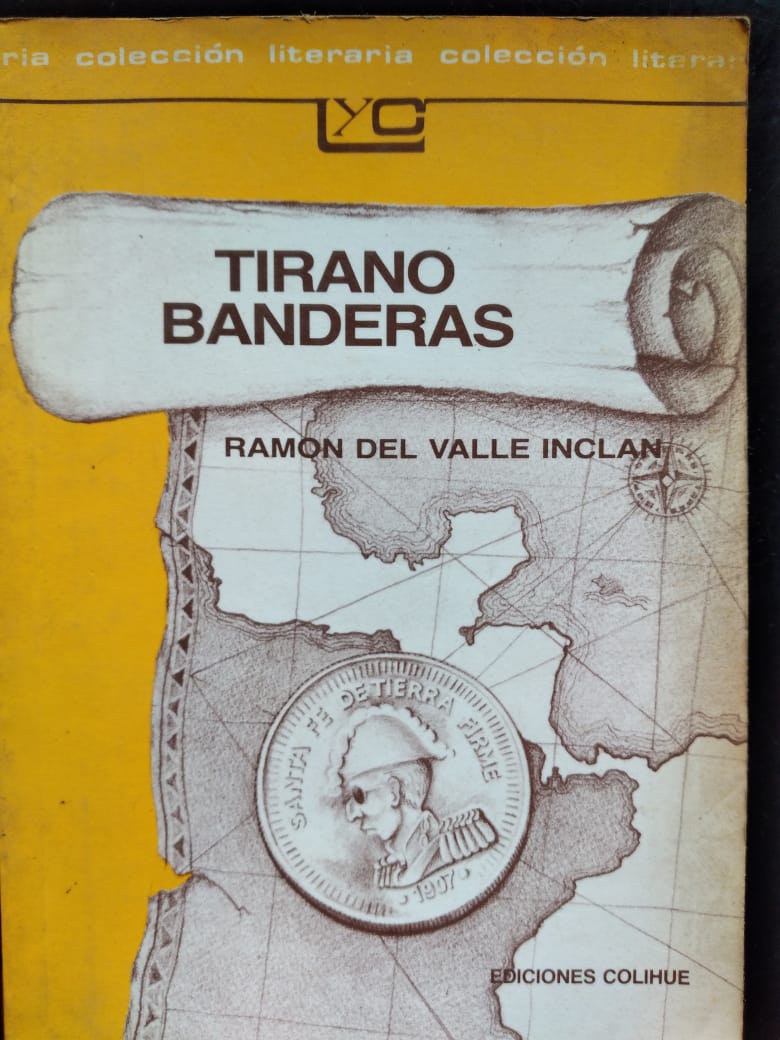 ria colección literaria colección literar
LyC
TIRANO
BANDERAS
RAMON DEL VALLE INCLAN
SANTA FE DE TIERRA FIRME
1907
EDICIONES COLIHUE